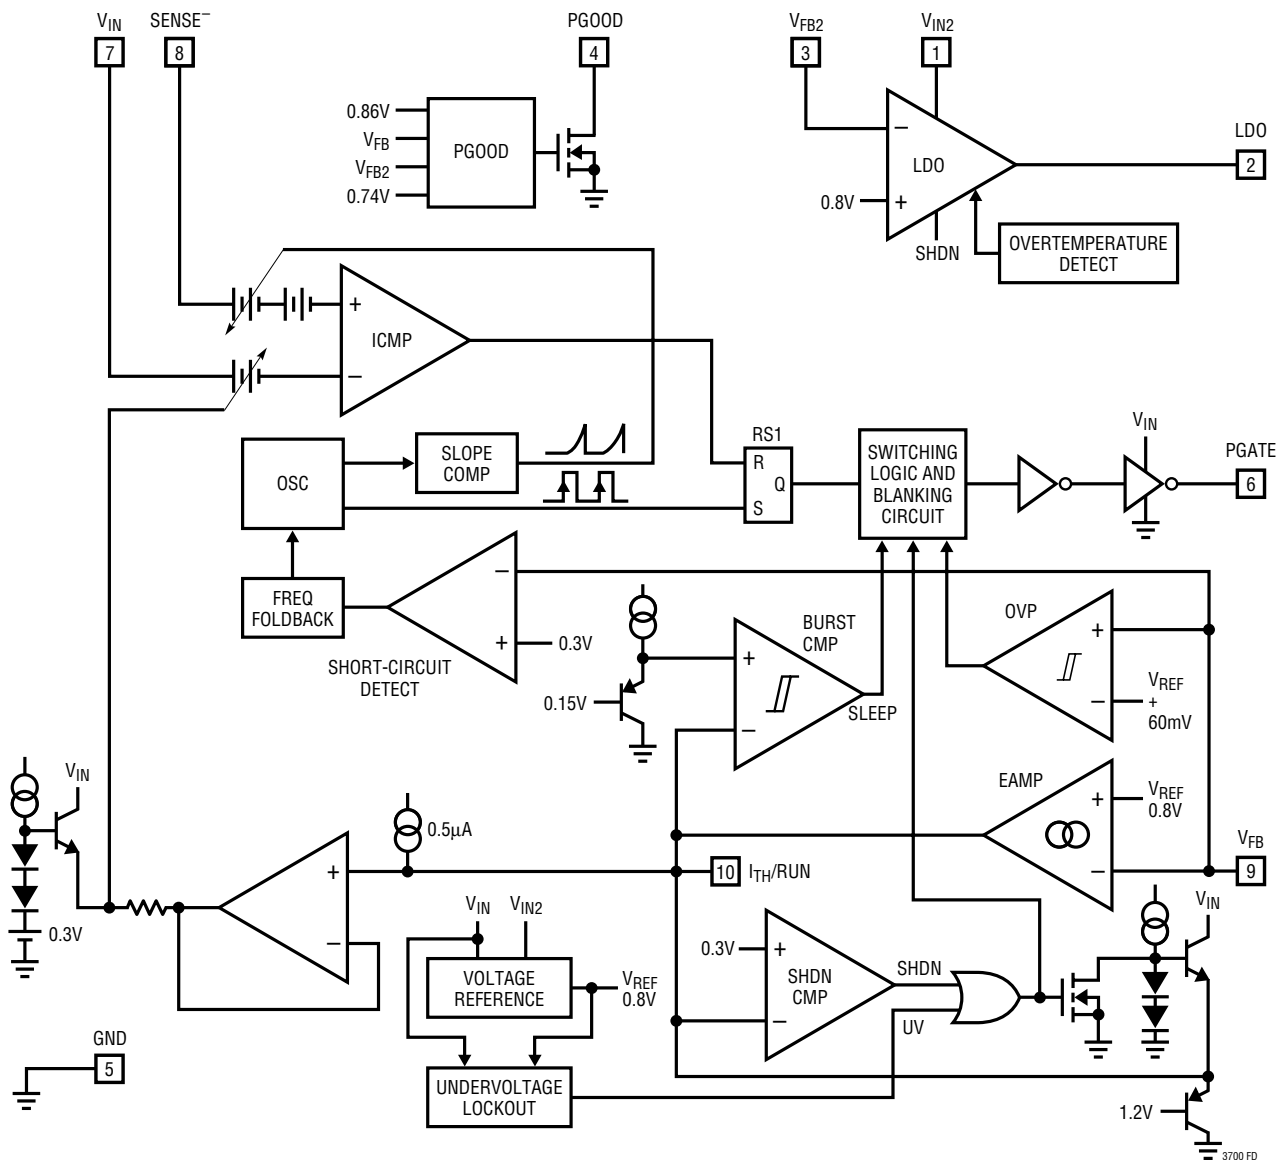 VIN
7
SENSE–
8
PGOOD
4
VFB2
3
VIN2
1
0.86V
VFB
VFB2
0.74V
PGOOD
–
LDO
+
0.8V
SHDN
LDO
2
OVERTEMPERATURE
DETECT
+
ICMP
–
OSC
SLOPE
COMP
RS1
R
Q
S
SWITCHING
LOGIC AND
BLANKING
CIRCUIT
VIN
PGATE
6
FREQ
FOLDBACK
–
+
0.3V
SHORT-CIRCUIT
DETECT
0.15V
+
–
BURST
CMP
SLEEP
OVP
+
–
VREF
+
60mV
EAMP
+
–
VREF
0.8V
VFB
9
VIN
0.3V
+
–
0.5µA
10
ITH/RUN
VIN
VIN2
VOLTAGE
REFERENCE
VREF
0.8V
0.3V
+
SHDN
CMP
–
SHDN
UV
VIN
GND
5
UNDERVOLTAGE
LOCKOUT
1.2V
3700 FD